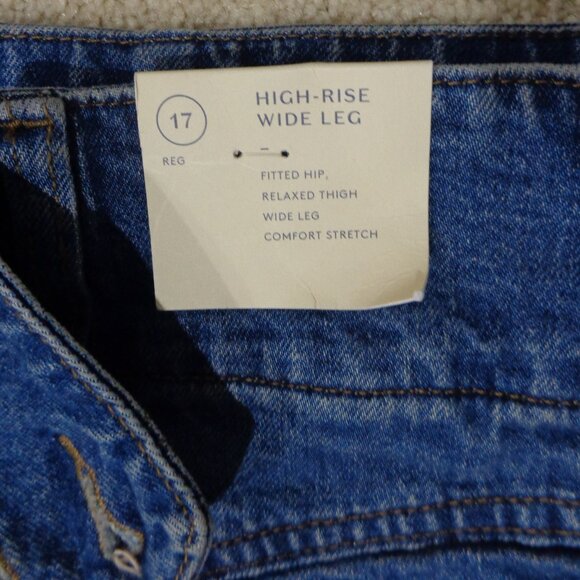 17
REG
HIGH-RISE
WIDE LEG
–
FITTED HIP,
RELAXED THIGH
WIDE LEG
COMFORT STRETCH